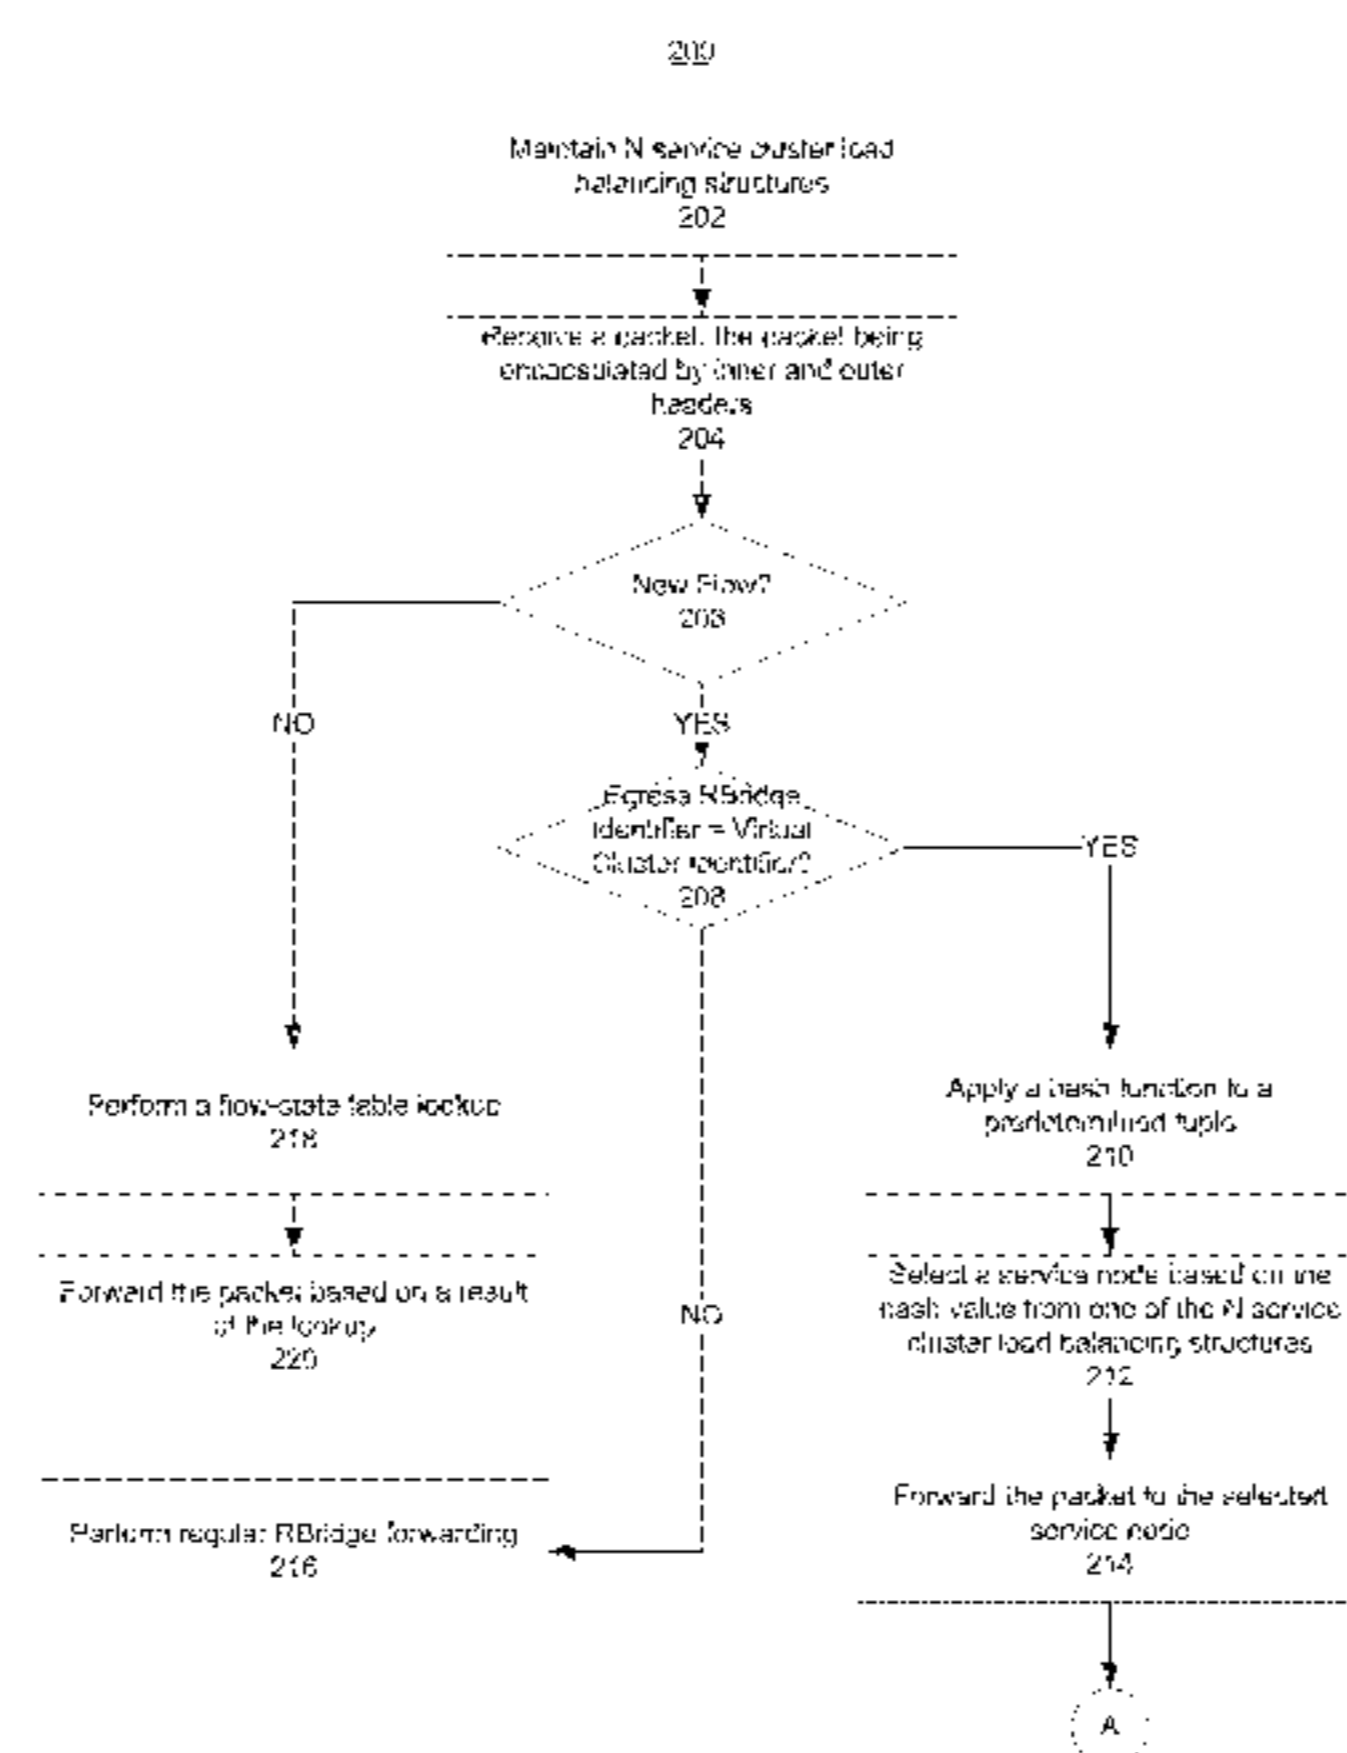 200
Maintain N service cluster load
balancing structures
202
Receive a packet, the packet being
encapsulated by inner and outer
headers
204
New Flow?
NO
YES
Egress RBridge
Identifier = Virtual
Cluster Identifier?
208
YES
Perform a flow-state table lookup
218
Apply a hash function to a
predetermined tuple
210
Forward the packet based on a result
of the lookup
220
NO
Select a service node based on the
hash value from one of the N service
cluster load balancing structures
212
Forward the packet to the selected
service node
214
Perform regular RBridge forwarding
216
A